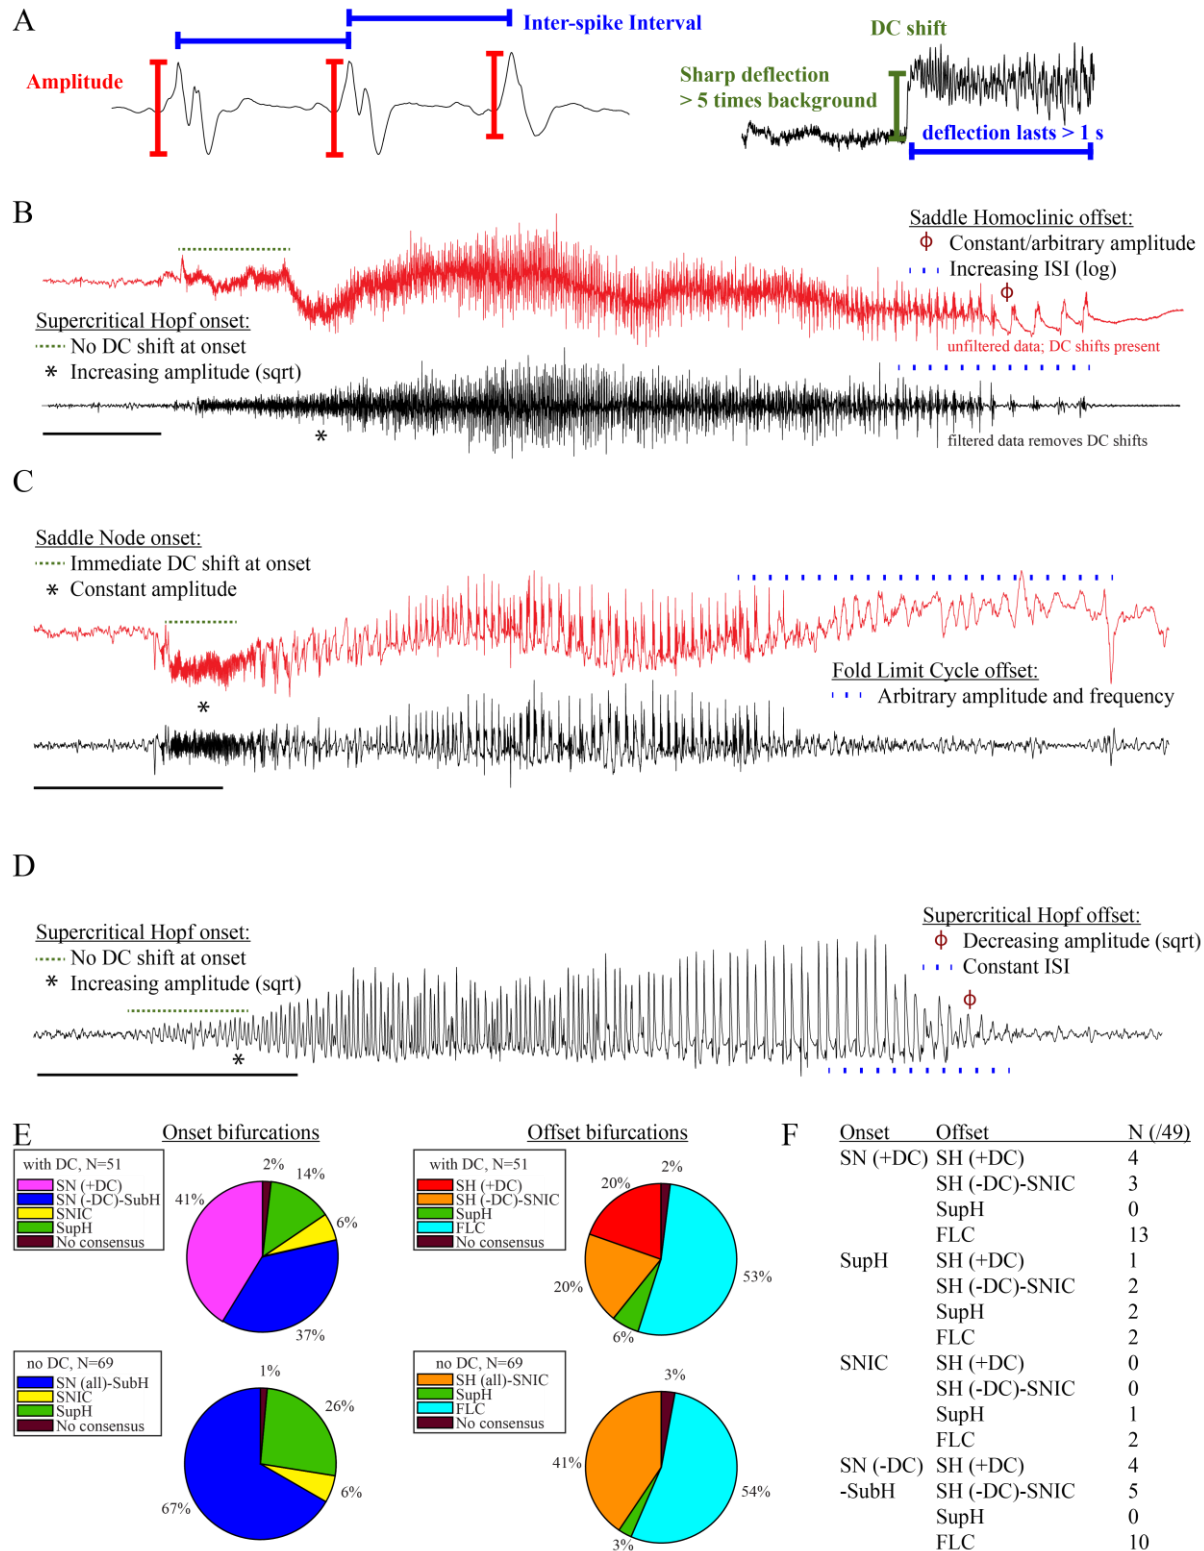 A
Inter-spike Interval
Amplitude
DC shift
Sharp deflection
> 5 times background
deflection lasts > 1 s
B
Saddle Homoclinic offset:
ϕ Constant/arbitrary amplitude
Increasing ISI (log)
ϕ
Supercritical Hopf onset:
No DC shift at onset
* Increasing amplitude (sqrt)
unfiltered data; DC shifts present
*
filtered data removes DC shifts
C
Saddle Node onset:
Immediate DC shift at onset
* Constant amplitude
*
Fold Limit Cycle offset:
Arbitrary amplitude and frequency
D
Supercritical Hopf onset:
No DC shift at onset
* Increasing amplitude (sqrt)
*
Supercritical Hopf offset:
ϕ Decreasing amplitude (sqrt)
Constant ISI
ϕ
E
Onset bifurcations
with DC, N=51
SN (+DC)
SN (-DC)-SubH
SNIC
SupH
No consensus
2%
14%
6%
37%
41%
no DC, N=69
SN (all)-SubH
SNIC
SupH
No consensus
1%
26%
6%
67%
Offset bifurcations
with DC, N=51
SH (+DC)
SH (-DC)-SNIC
SupH
FLC
No consensus
2%
53%
6%
20%
20%
no DC, N=69
SH (all)-SNIC
SupH
FLC
No consensus
3%
54%
3%
41%
F
Onset Offset N (/49)
SN (+DC) SH (+DC) 4
SH (-DC)-SNIC 3
SupH 0
FLC 13
SupH SH (+DC) 1
SH (-DC)-SNIC 2
SupH 2
FLC 2
SNIC SH (+DC) 0
SH (-DC)-SNIC 0
SupH 1
FLC 2
SN (-DC) SH (+DC) 4
-SubH SH (-DC)-SNIC 5
SupH 0
FLC 10